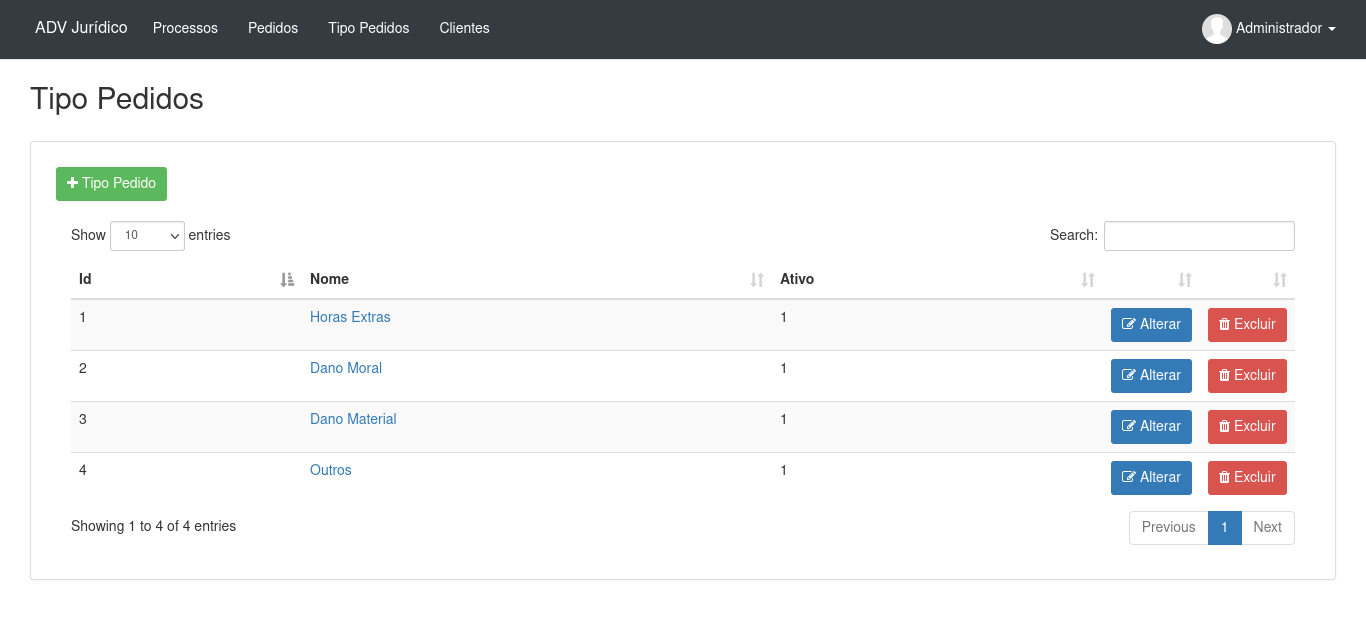 ADV Jurídico Processos Pedidos Tipo Pedidos Clientes Administrador
Tipo Pedidos
Tipo Pedido
Show 10 entries Search:
Id Nome Ativo
1 Horas Extras 1 Alterar Excluir
2 Dano Moral 1 Alterar Excluir
3 Dano Material 1 Alterar Excluir
4 Outros 1 Alterar Excluir
Showing 1 to 4 of 4 entries Previous 1 Next